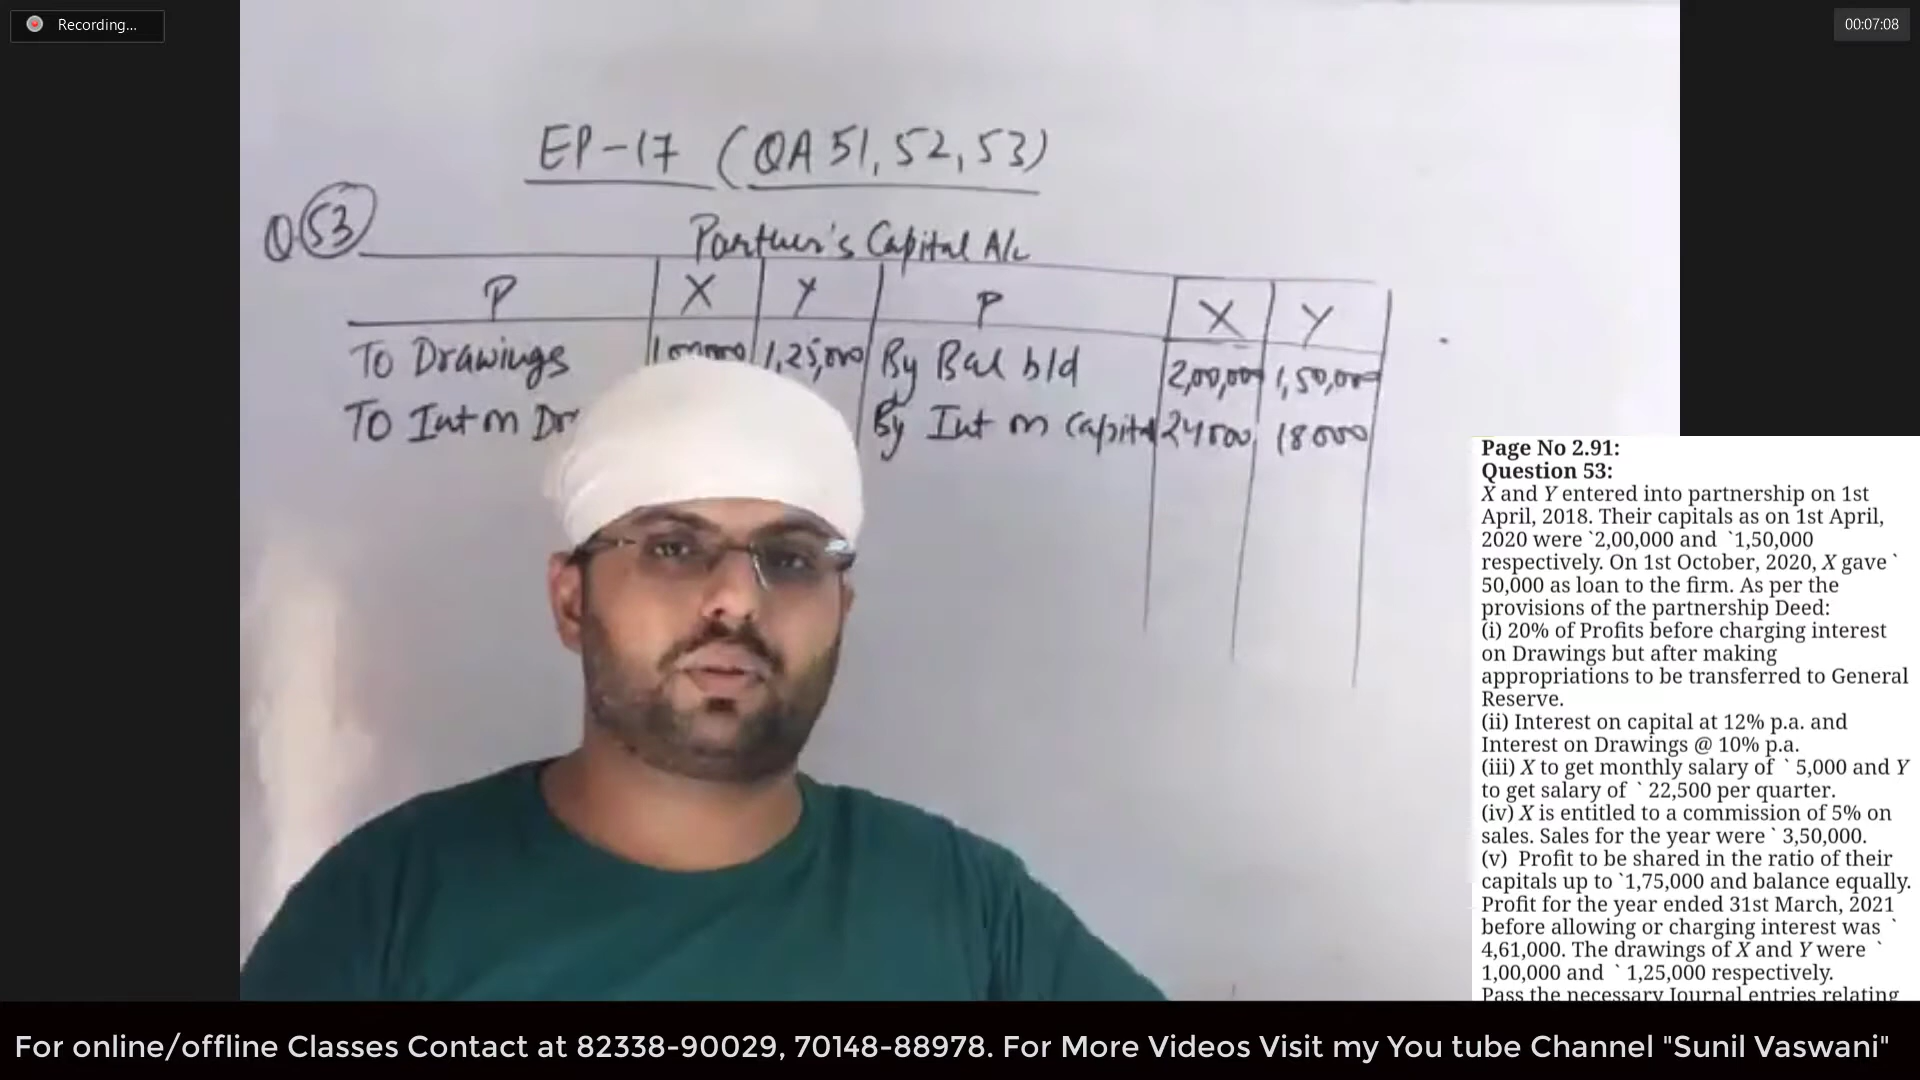 Recording...
00:07:08
EP-17 (QA 51, 52, 53)
Q 53
Partner's Capital A/c
P X Y P X Y
To Drawings 100000 1,25,000 By Bal b/d 2,00,000 1,50,000
To Int on Dr By Int on Capital 24000 18000
Page No 2.91:
Question 53:
X and Y entered into partnership on 1st
April, 2018. Their capitals as on 1st April,
2020 were `2,00,000 and `1,50,000
respectively. On 1st October, 2020, X gave `
50,000 as loan to the firm. As per the
provisions of the partnership Deed:
(i) 20% of Profits before charging interest
on Drawings but after making
appropriations to be transferred to General
Reserve.
(ii) Interest on capital at 12% p.a. and
Interest on Drawings @ 10% p.a.
(iii) X to get monthly salary of ` 5,000 and Y
to get salary of ` 22,500 per quarter.
(iv) X is entitled to a commission of 5% on
sales. Sales for the year were ` 3,50,000.
(v) Profit to be shared in the ratio of their
capitals up to `1,75,000 and balance equally.
Profit for the year ended 31st March, 2021
before allowing or charging interest was `
4,61,000. The drawings of X and Y were `
1,00,000 and ` 1,25,000 respectively.
Pass the necessary Journal entries relating
For online/offline Classes Contact at 82338-90029, 70148-88978. For More Videos Visit my You tube Channel "Sunil Vaswani"